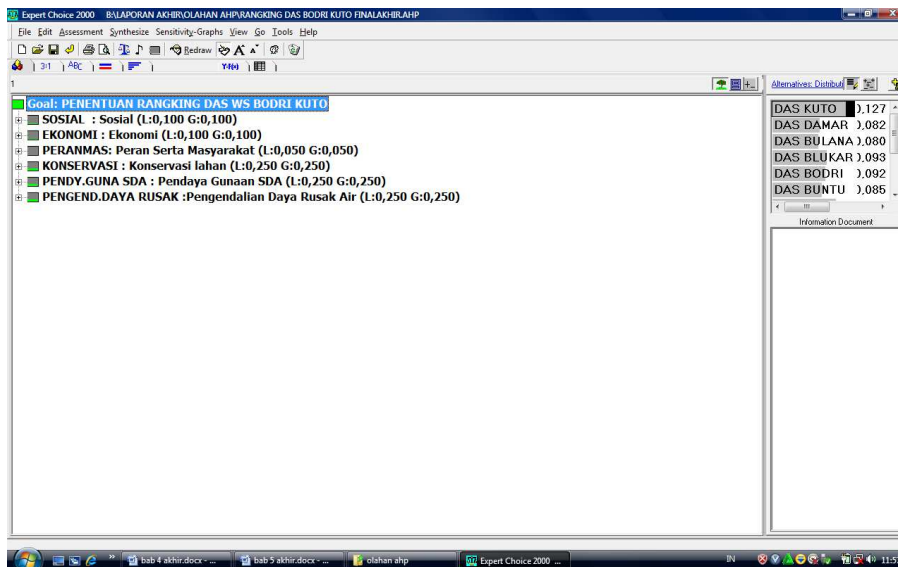 Expert Choice 2000 B:\LAPORAN AKHIR\OLAHAN AHP\RANGKING DAS BODRI KUTO FINALAKHIR.AHP
File Edit Assessment Synthesize Sensitivity-Graphs View Go Tools Help
Redraw A A
3:1 ABC Y=f(x)
1
Alternatives: Distributi
Goal: PENENTUAN RANGKING DAS WS BODRI KUTO
SOSIAL : Sosial (L:0,100 G:0,100)
EKONOMI : Ekonomi (L:0,100 G:0,100)
PERANMAS: Peran Serta Masyarakat (L:0,050 G:0,050)
KONSERVASI : Konservasi lahan (L:0,250 G:0,250)
PENDY.GUNA SDA : Pendaya Gunaan SDA (L:0,250 G:0,250)
PENGEND.DAYA RUSAK :Pengendalian Daya Rusak Air (L:0,250 G:0,250)
DAS KUTO ),127
DAS DAMAR ),082
DAS BULANA ),080
DAS BLUKAR ),093
DAS BODRI ),092
DAS BUNTU ),085
Information Document
bab 4 akhir.docx - ...
bab 5 akhir.docx - ...
olahan ahp
Expert Choice 2000 ...
IN
11:5